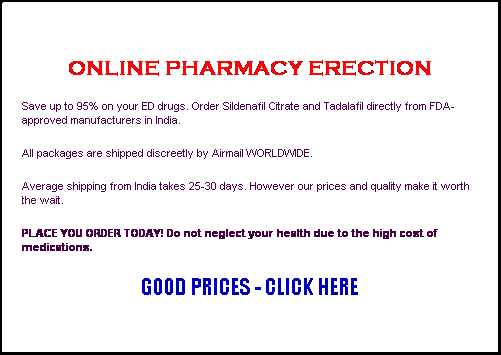 ONLINE PHARMACY ERECTION
Save up to 95% on your ED drugs. Order Sildenafil Citrate and Tadalafil directly from FDA-
approved manufacturers in India.
All packages are shipped discreetly by Airmail WORLDWIDE.
Average shipping from India takes 25-30 days. However our prices and quality make it worth
the wait.
PLACE YOU ORDER TODAY! Do not neglect your health due to the high cost of
medications.
GOOD PRICES - CLICK HERE